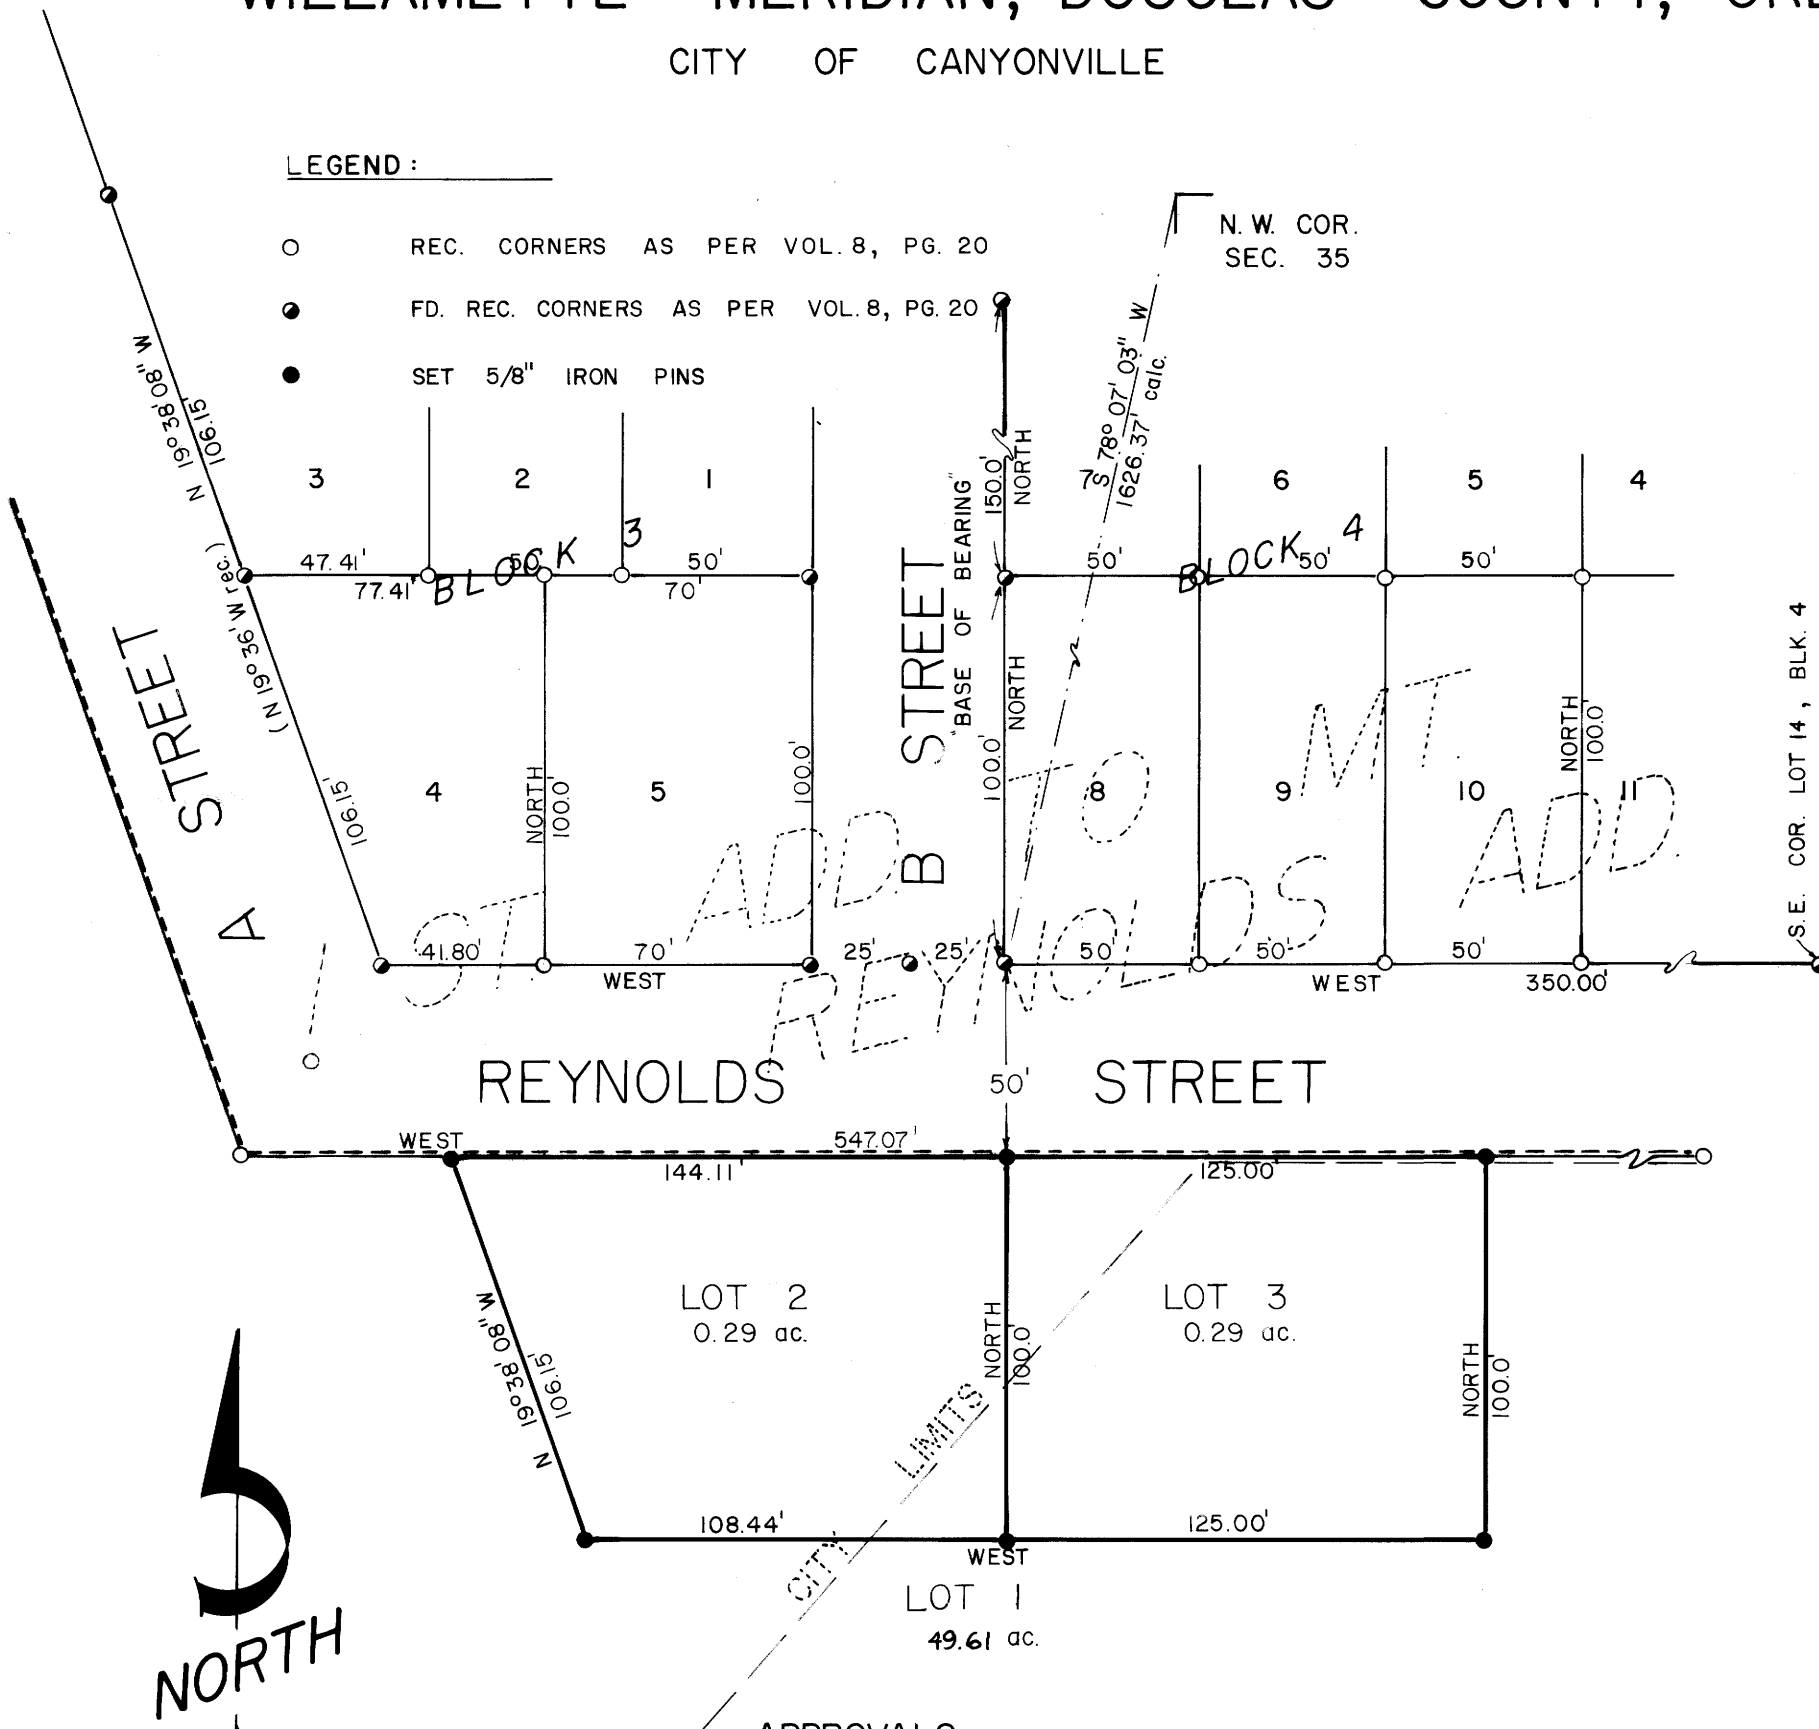 WILLAMETTE MERIDIAN, DOUGLAS COUNTY,
CITY OF CANYONVILLE
LEGEND :
REC. CORNERS AS PER VOL. 8, PG. 20
FD. REC. CORNERS AS PER VOL. 8, PG. 20
SET 5/8" IRON PINS
N. W. COR.
SEC. 35
S 78° 07' 03" W
1626.37' calc.
N 19° 38' 08" W
106.15'
3
2
1
150.0'
NORTH
7
6
5
4
BLOCK 3
BLOCK 4
47.41'
50'
50'
77.41'
70'
50'
50'
50'
(N 19° 36' W rec.)
A STREET
B STREET
"BASE OF BEARING"
NORTH
100.0'
106.15'
4
NORTH
100.0'
5
100.0'
8
9
10
NORTH
100.0
11
S.E. COR. LOT 14, BLK. 4
1 ST ADD TO MT.
REYNOLDS ADD.
41.80'
70'
25'
25'
50'
50'
50'
WEST
WEST
350.00'
REYNOLDS STREET
50'
WEST
547.07'
144.11'
125.00'
LOT 2
0.29 ac.
LOT 3
0.29 ac.
N 19° 38' 08" W
106.15'
NORTH
100.0
NORTH
100.0
CITY LIMITS
108.44'
125.00'
WEST
LOT 1
49.61 ac.
NORTH